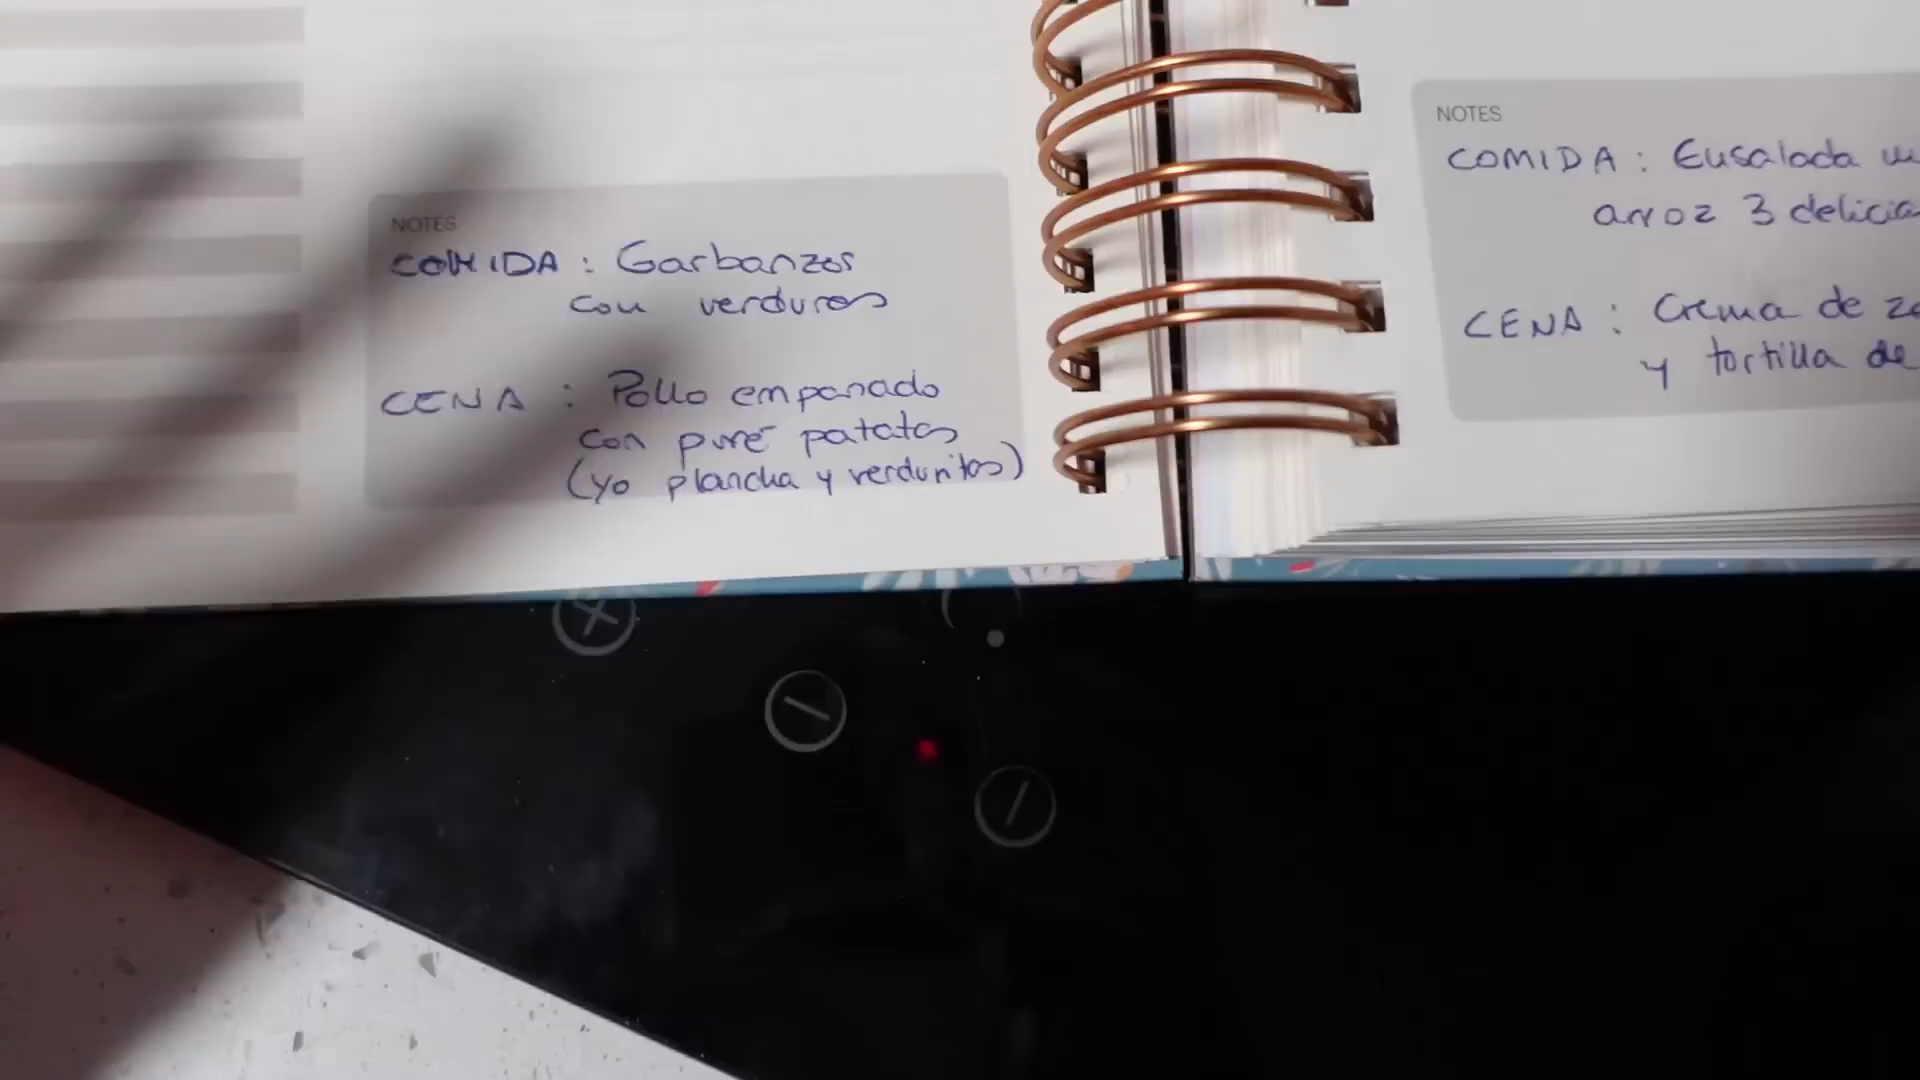 NOTES
COMIDA : Garbanzos
con verduras
CENA : Pollo empanado
con puré patatas
(yo plancha y verduritas)
NOTES
COMIDA : Ensalada
arroz 3 delicias
CENA : Crema de
y tortilla de